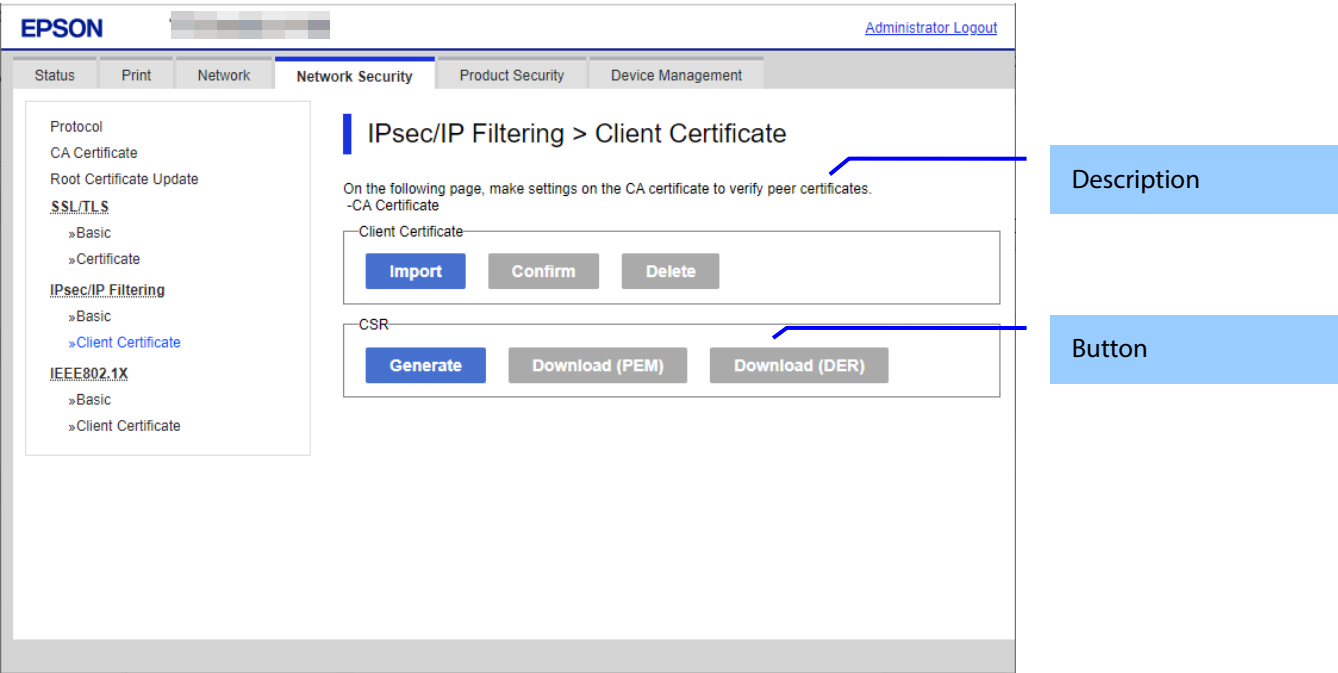 EPSON
Administrator Logout
Status Print Network Network Security Product Security Device Management
Protocol
CA Certificate
Root Certificate Update
SSL/TLS
»Basic
»Certificate
IPsec/IP Filtering
»Basic
»Client Certificate
IEEE802.1X
»Basic
»Client Certificate
IPsec/IP Filtering > Client Certificate
On the following page, make settings on the CA certificate to verify peer certificates.
-CA Certificate
Client Certificate
Import Confirm Delete
CSR
Generate Download (PEM) Download (DER)
Description
Button